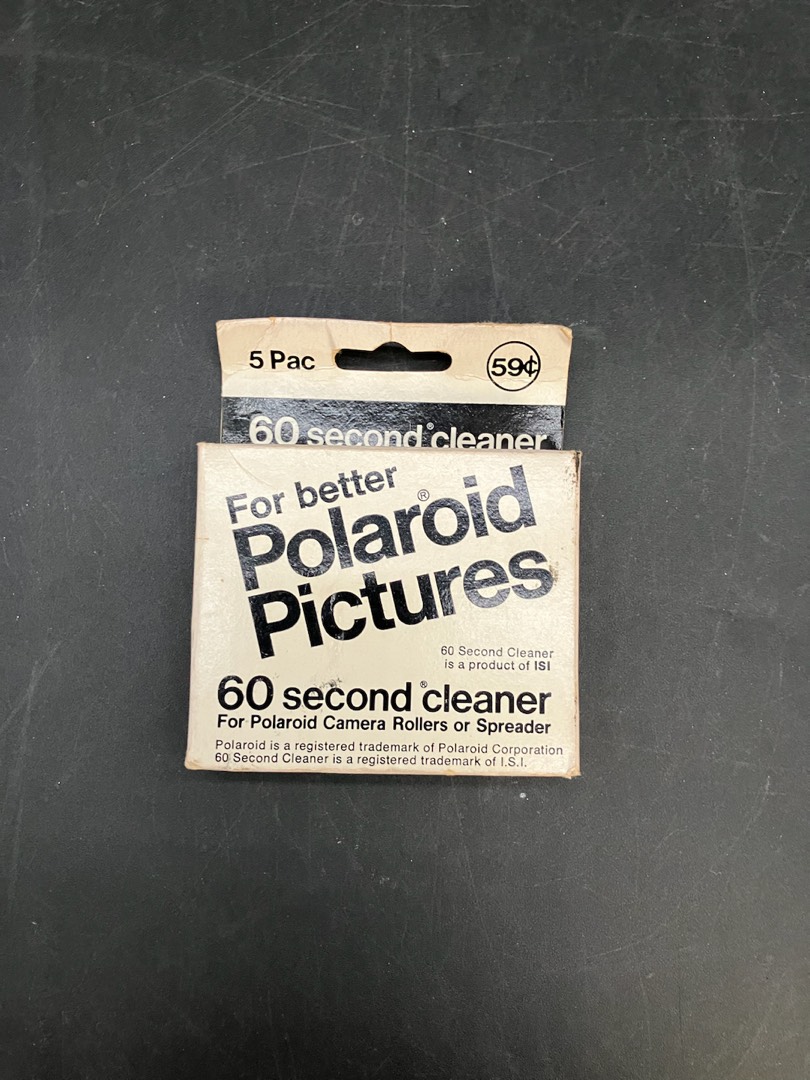 5 Pac 59¢
60 second® cleaner
For better
Polaroid®
Pictures
60 Second Cleaner
is a product of ISI
60 second® cleaner
For Polaroid Camera Rollers or Spreader
Polaroid is a registered trademark of Polaroid Corporation
60 Second Cleaner is a registered trademark of I.S.I.